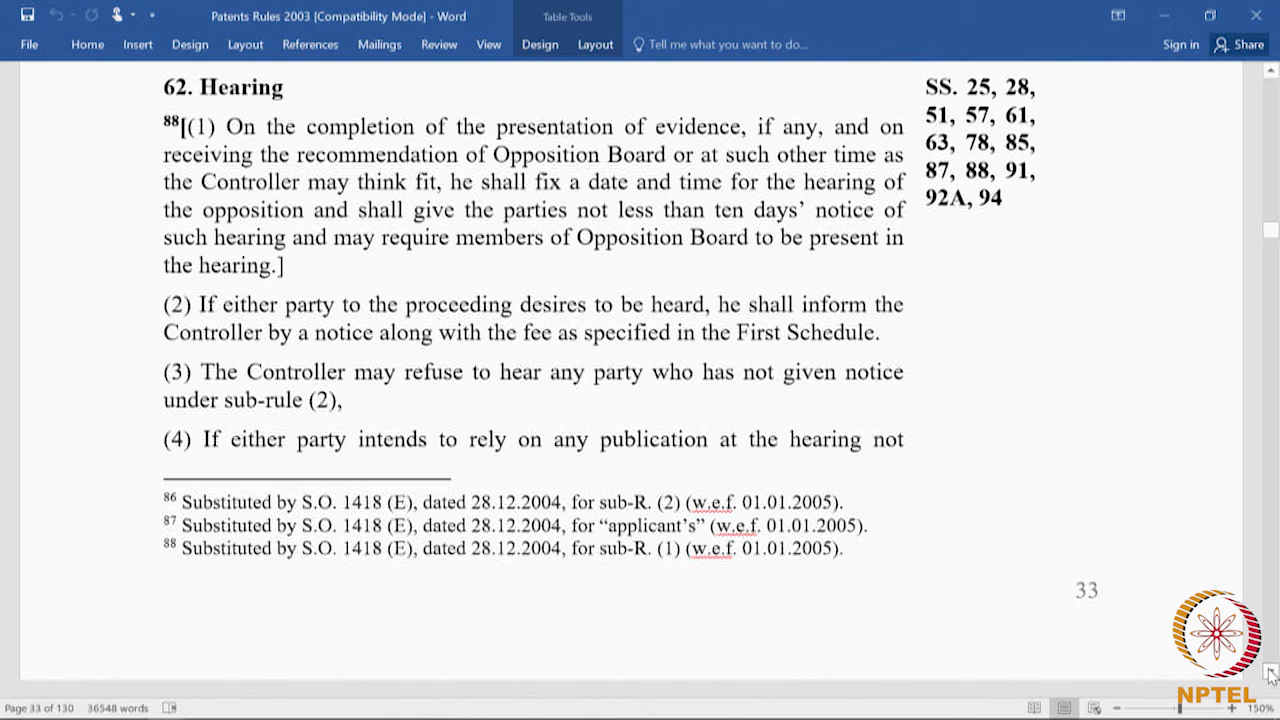 Patents Rules 2003 [Compatibility Mode] - Word
Table Tools
File Home Insert Design Layout References Mailings Review View Design Layout Tell me what you want to do... Sign in Share
62. Hearing
88[(1) On the completion of the presentation of evidence, if any, and on
receiving the recommendation of Opposition Board or at such other time as
the Controller may think fit, he shall fix a date and time for the hearing of
the opposition and shall give the parties not less than ten days’ notice of
such hearing and may require members of Opposition Board to be present in
the hearing.]
(2) If either party to the proceeding desires to be heard, he shall inform the
Controller by a notice along with the fee as specified in the First Schedule.
(3) The Controller may refuse to hear any party who has not given notice
under sub-rule (2),
(4) If either party intends to rely on any publication at the hearing not
SS. 25, 28,
51, 57, 61,
63, 78, 85,
87, 88, 91,
92A, 94
86 Substituted by S.O. 1418 (E), dated 28.12.2004, for sub-R. (2) (w.e.f. 01.01.2005).
87 Substituted by S.O. 1418 (E), dated 28.12.2004, for “applicant’s” (w.e.f. 01.01.2005).
88 Substituted by S.O. 1418 (E), dated 28.12.2004, for sub-R. (1) (w.e.f. 01.01.2005).
33
NPTEL
Page 33 of 130 36548 words 150%